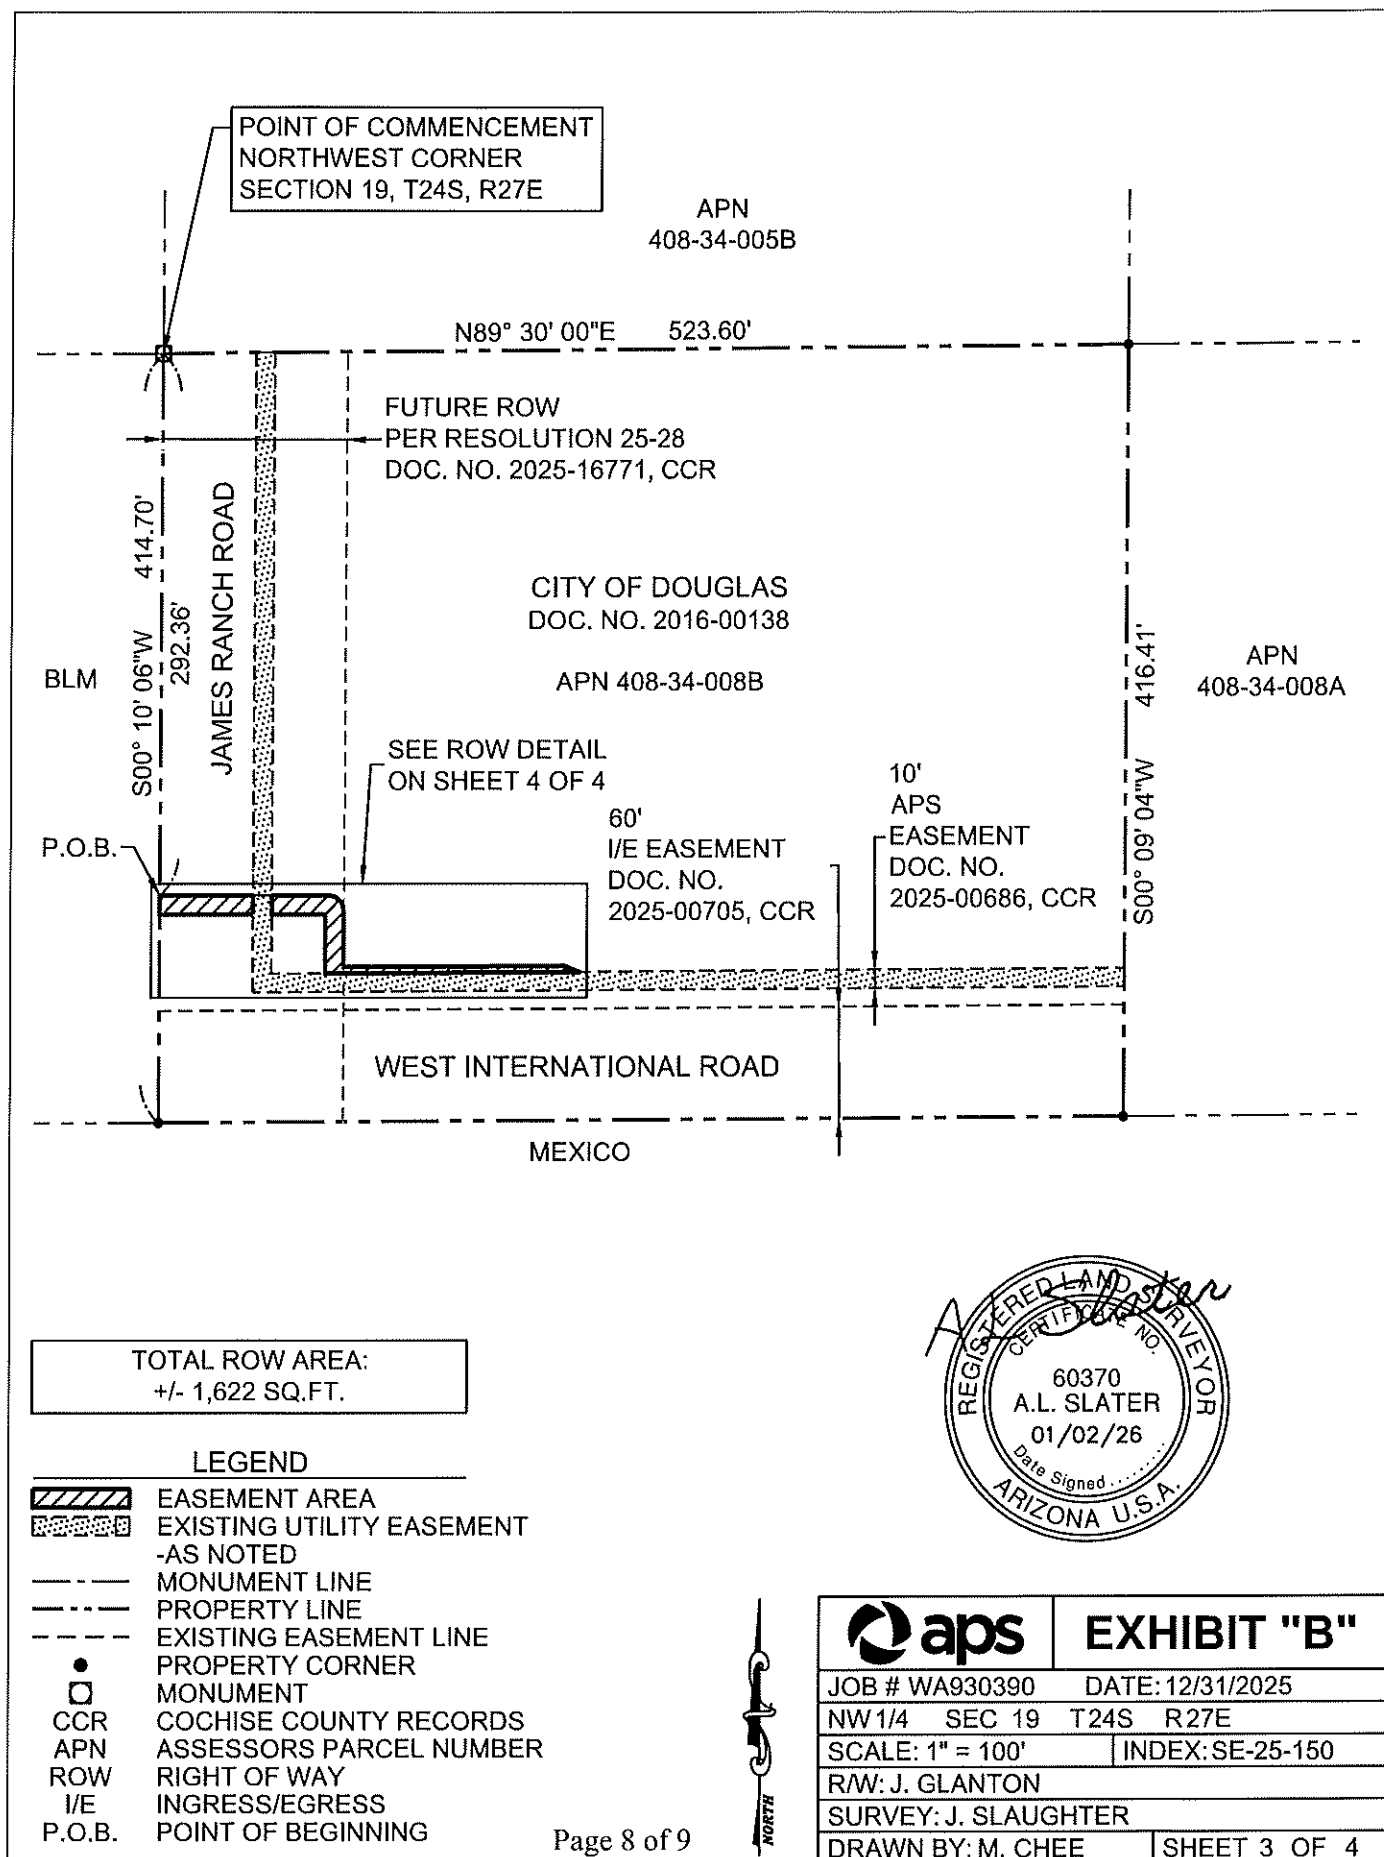 POINT OF COMMENCEMENT
NORTHWEST CORNER
SECTION 19, T24S, R27E
APN
408-34-005B
N89° 30' 00"E 523.60'
FUTURE ROW
PER RESOLUTION 25-28
DOC. NO. 2025-16771, CCR
S00° 10' 06"W 414.70'
292.36'
JAMES RANCH ROAD
BLM
CITY OF DOUGLAS
DOC. NO. 2016-00138
APN 408-34-008B
S00° 09' 04"W 416.41'
APN
408-34-008A
SEE ROW DETAIL
ON SHEET 4 OF 4
P.O.B.
60'
I/E EASEMENT
DOC. NO.
2025-00705, CCR
10'
APS
EASEMENT
DOC. NO.
2025-00686, CCR
WEST INTERNATIONAL ROAD
MEXICO
A L Slater
REGISTERED LAND SURVEYOR
CERTIFICATE NO.
60370
A.L. SLATER
01/02/26
Date Signed.........
ARIZONA U.S.A.
TOTAL ROW AREA:
+/- 1,622 SQ.FT.
LEGEND
EASEMENT AREA
EXISTING UTILITY EASEMENT
-AS NOTED
MONUMENT LINE
PROPERTY LINE
EXISTING EASEMENT LINE
PROPERTY CORNER
MONUMENT
CCR COCHISE COUNTY RECORDS
APN ASSESSORS PARCEL NUMBER
ROW RIGHT OF WAY
I/E INGRESS/EGRESS
P.O.B. POINT OF BEGINNING
Page 8 of 9
NORTH
aps EXHIBIT "B"
JOB # WA930390 DATE: 12/31/2025
NW 1/4 SEC 19 T24S R27E
SCALE: 1" = 100' INDEX: SE-25-150
R/W: J. GLANTON
SURVEY: J. SLAUGHTER
DRAWN BY: M. CHEE SHEET 3 OF 4